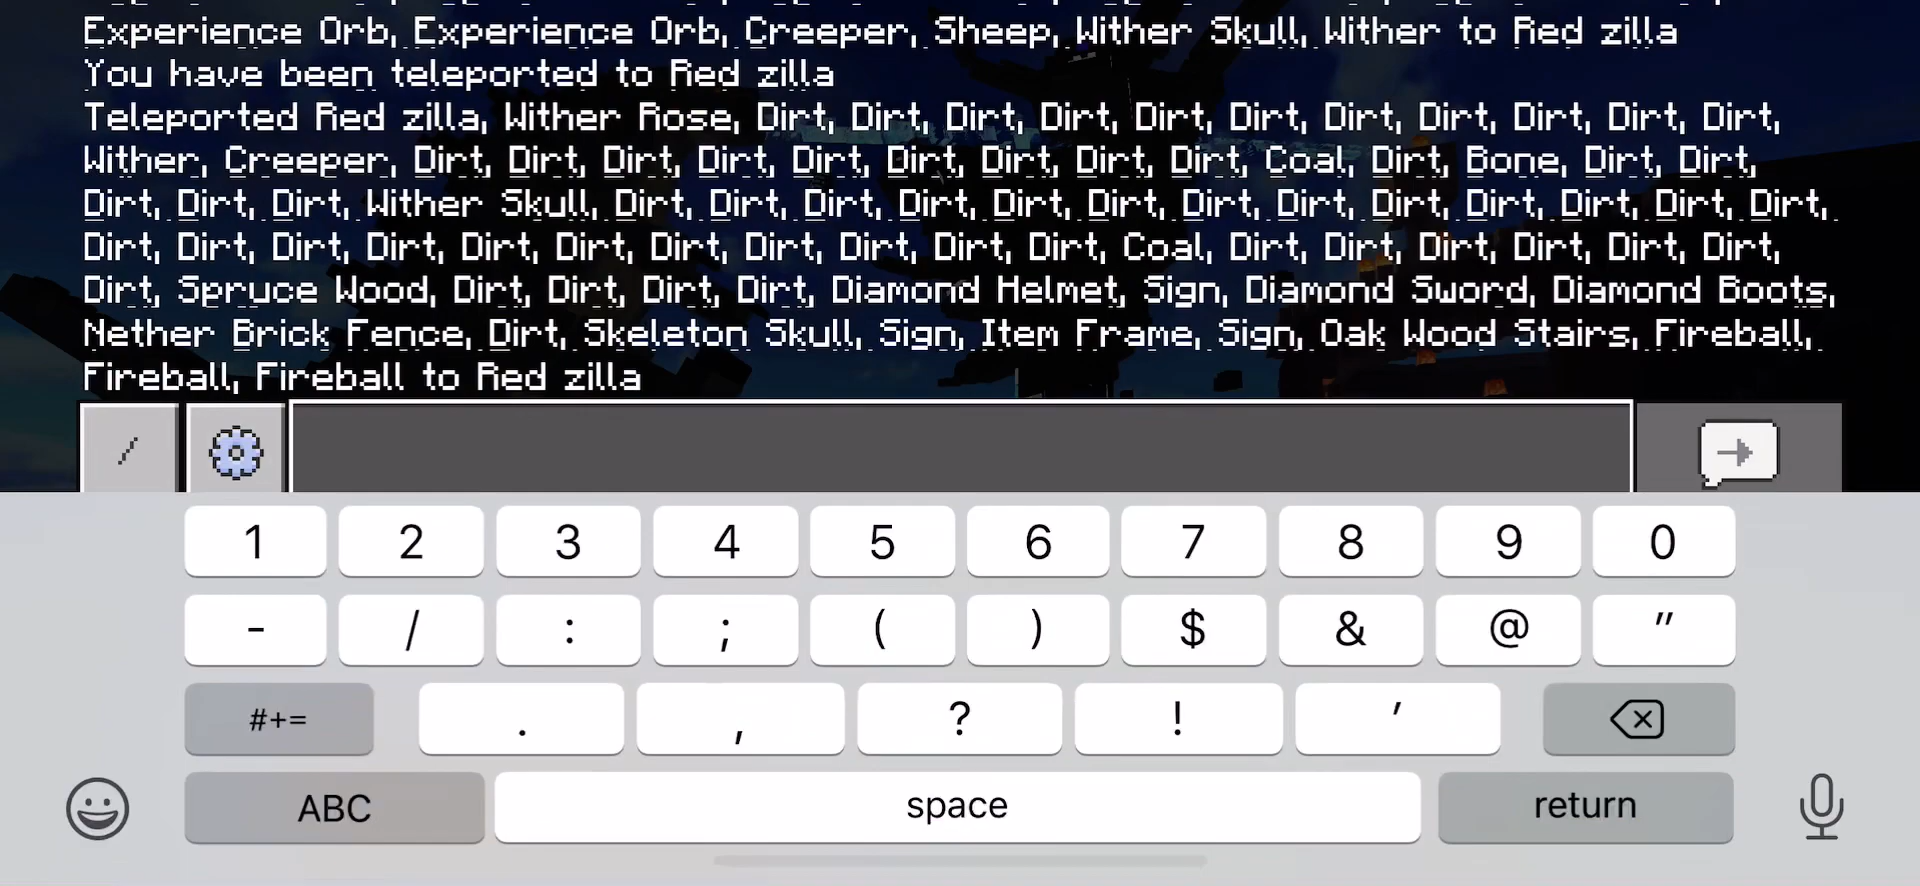 Experience Orb, Experience Orb, Creeper, Sheep, Wither Skull, Wither to Red zilla
You have been teleported to Red zilla
Teleported Red zilla, Wither Rose, Dirt, Dirt, Dirt, Dirt, Dirt, Dirt, Dirt, Dirt, Dirt, Dirt, Dirt,
Wither, Creeper, Dirt, Dirt, Dirt, Dirt, Dirt, Dirt, Dirt, Dirt, Dirt, Coal, Dirt, Bone, Dirt, Dirt,
Dirt, Dirt, Dirt, Wither Skull, Dirt, Dirt, Dirt, Dirt, Dirt, Dirt, Dirt, Dirt, Dirt, Dirt, Dirt, Dirt, Dirt,
Dirt, Dirt, Dirt, Dirt, Dirt, Dirt, Dirt, Dirt, Dirt, Dirt, Dirt, Coal, Dirt, Dirt, Dirt, Dirt, Dirt, Dirt,
Dirt, Spruce Wood, Dirt, Dirt, Dirt, Dirt, Diamond Helmet, Sign, Diamond Sword, Diamond Boots,
Nether Brick Fence, Dirt, Skeleton Skull, Sign, Item Frame, Sign, Oak Wood Stairs, Fireball,
Fireball, Fireball to Red zilla
/
1 2 3 4 5 6 7 8 9 0
- / : ; ( ) $ & @ "
#+= . , ? ! '
ABC space return